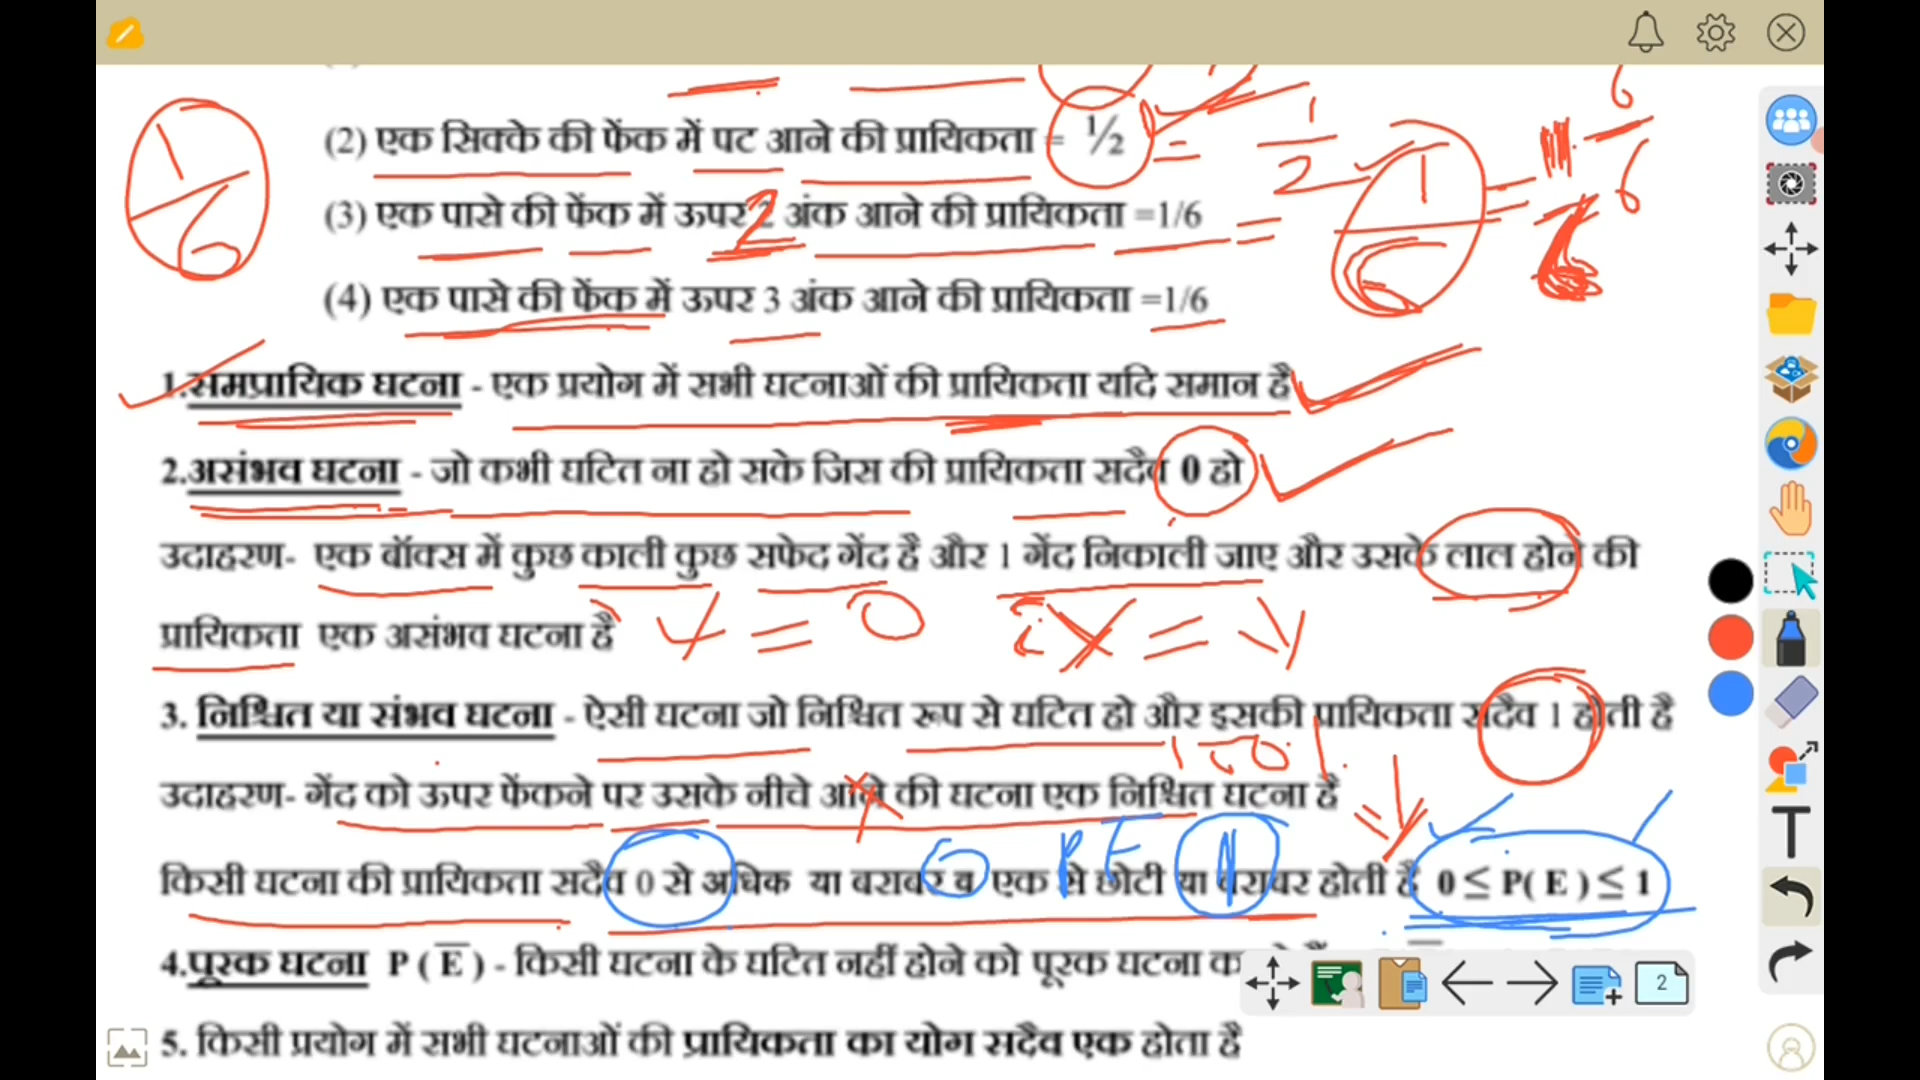 (2) एक सिक्के की फेंक में पट आने की प्रायिकता = ½ = 1/2
(3) एक पासे की फेंक में ऊपर 2 अंक आने की प्रायिकता =1/6 =
1/6
(4) एक पासे की फेंक में ऊपर 3 अंक आने की प्रायिकता =1/6
1.समप्रायिक घटना - एक प्रयोग में सभी घटनाओं की प्रायिकता यदि समान है
2.असंभव घटना - जो कभी घटित ना हो सके जिस की प्रायिकता सदैव 0 हो
उदाहरण- एक बॉक्स में कुछ काली कुछ सफेद गेंद है और 1 गेंद निकाली जाए और उसके लाल होने की
प्रायिकता एक असंभव घटना है
3. निश्चित या संभव घटना - ऐसी घटना जो निश्चित रूप से घटित हो और इसकी प्रायिकता सदैव 1 होती है
उदाहरण- गेंद को ऊपर फेंकने पर उसके नीचे आने की घटना एक निश्चित घटना है
किसी घटना की प्रायिकता सदैव 0 से अधिक या बराबर व एक से छोटी या बराबर होती है 0 ≤ P( E ) ≤ 1
4.पूरक घटना P ( E̅ ) - किसी घटना के घटित नहीं होने को पूरक घटना
5. किसी प्रयोग में सभी घटनाओं की प्रायिकता का योग सदैव एक होता है
2